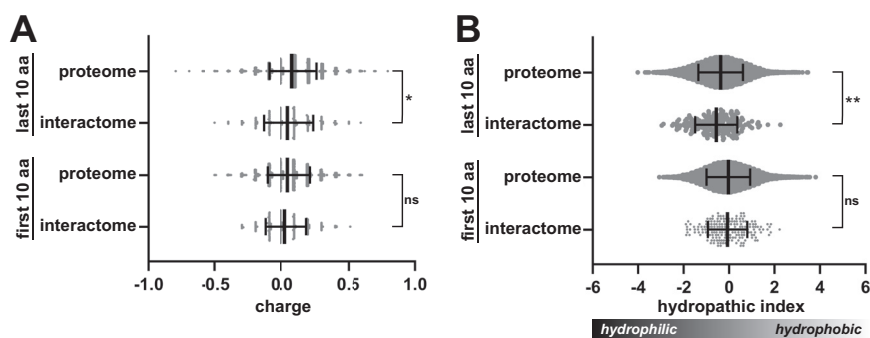 A
last 10 aa
proteome
interactome
*
first 10 aa
proteome
interactome
ns
-1.0 -0.5 0.0 0.5 1.0
charge
B
last 10 aa
proteome
interactome
**
first 10 aa
proteome
interactome
ns
-6 -4 -2 0 2 4 6
hydropathic index
hydrophilic hydrophobic